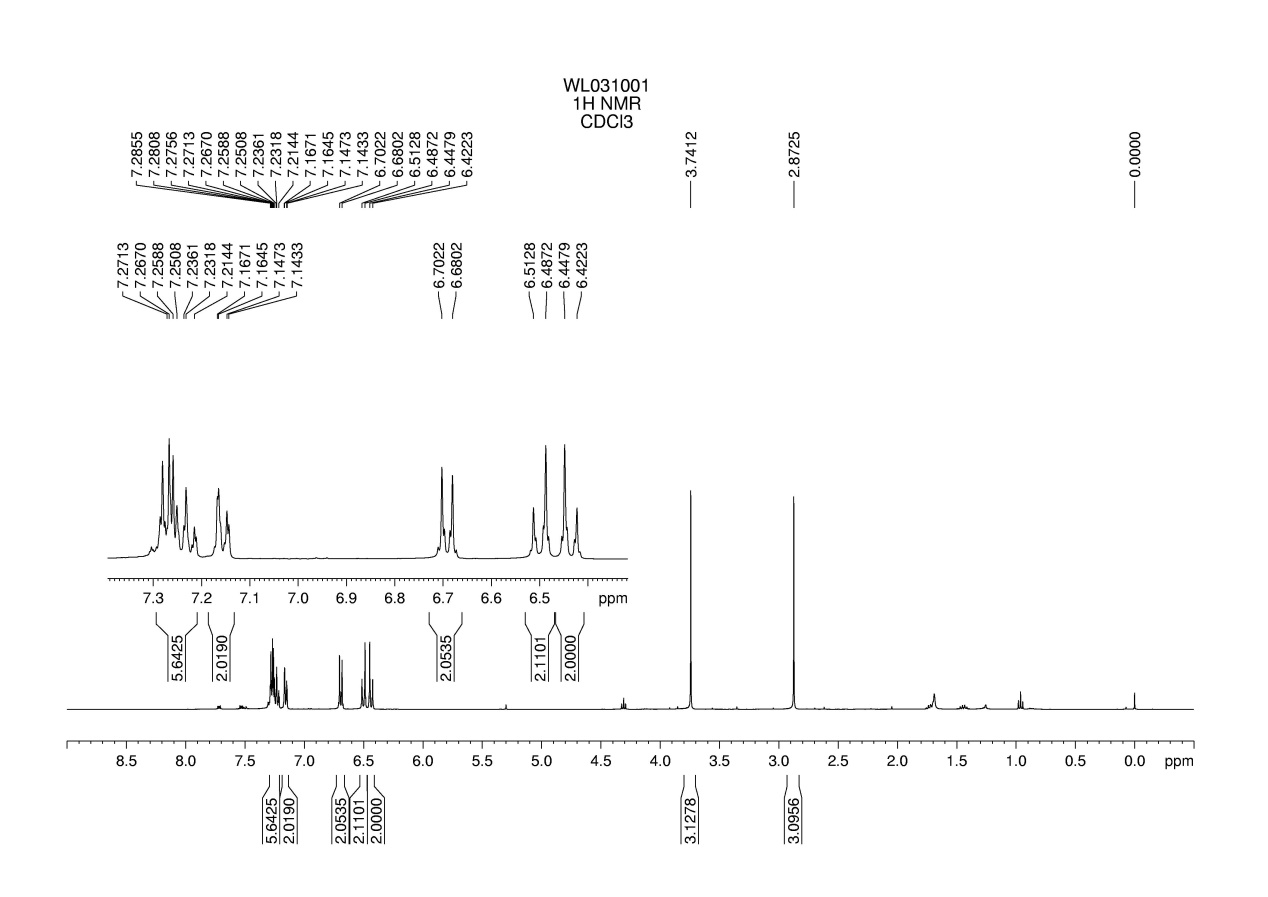 WL031001
1H NMR
CDCl3
7.2855 7.2808 7.2756 7.2713 7.2670 7.2588 7.2508 7.2361 7.2318 7.2144 7.1671 7.1645 7.1473 7.1433 6.7022 6.6802 6.5128 6.4872 6.4479 6.4223 3.7412 2.8725 0.0000
7.2713 7.2670 7.2588 7.2508 7.2361 7.2318 7.2144 7.1671 7.1645 7.1473 7.1433 6.7022 6.6802 6.5128 6.4872 6.4479 6.4223
7.3 7.2 7.1 7.0 6.9 6.8 6.7 6.6 6.5 ppm
5.6425 2.0190 2.0535 2.1101 2.0000
8.5 8.0 7.5 7.0 6.5 6.0 5.5 5.0 4.5 4.0 3.5 3.0 2.5 2.0 1.5 1.0 0.5 0.0 ppm
5.6425 2.0190 2.0535 2.1101 2.0000 3.1278 3.0956